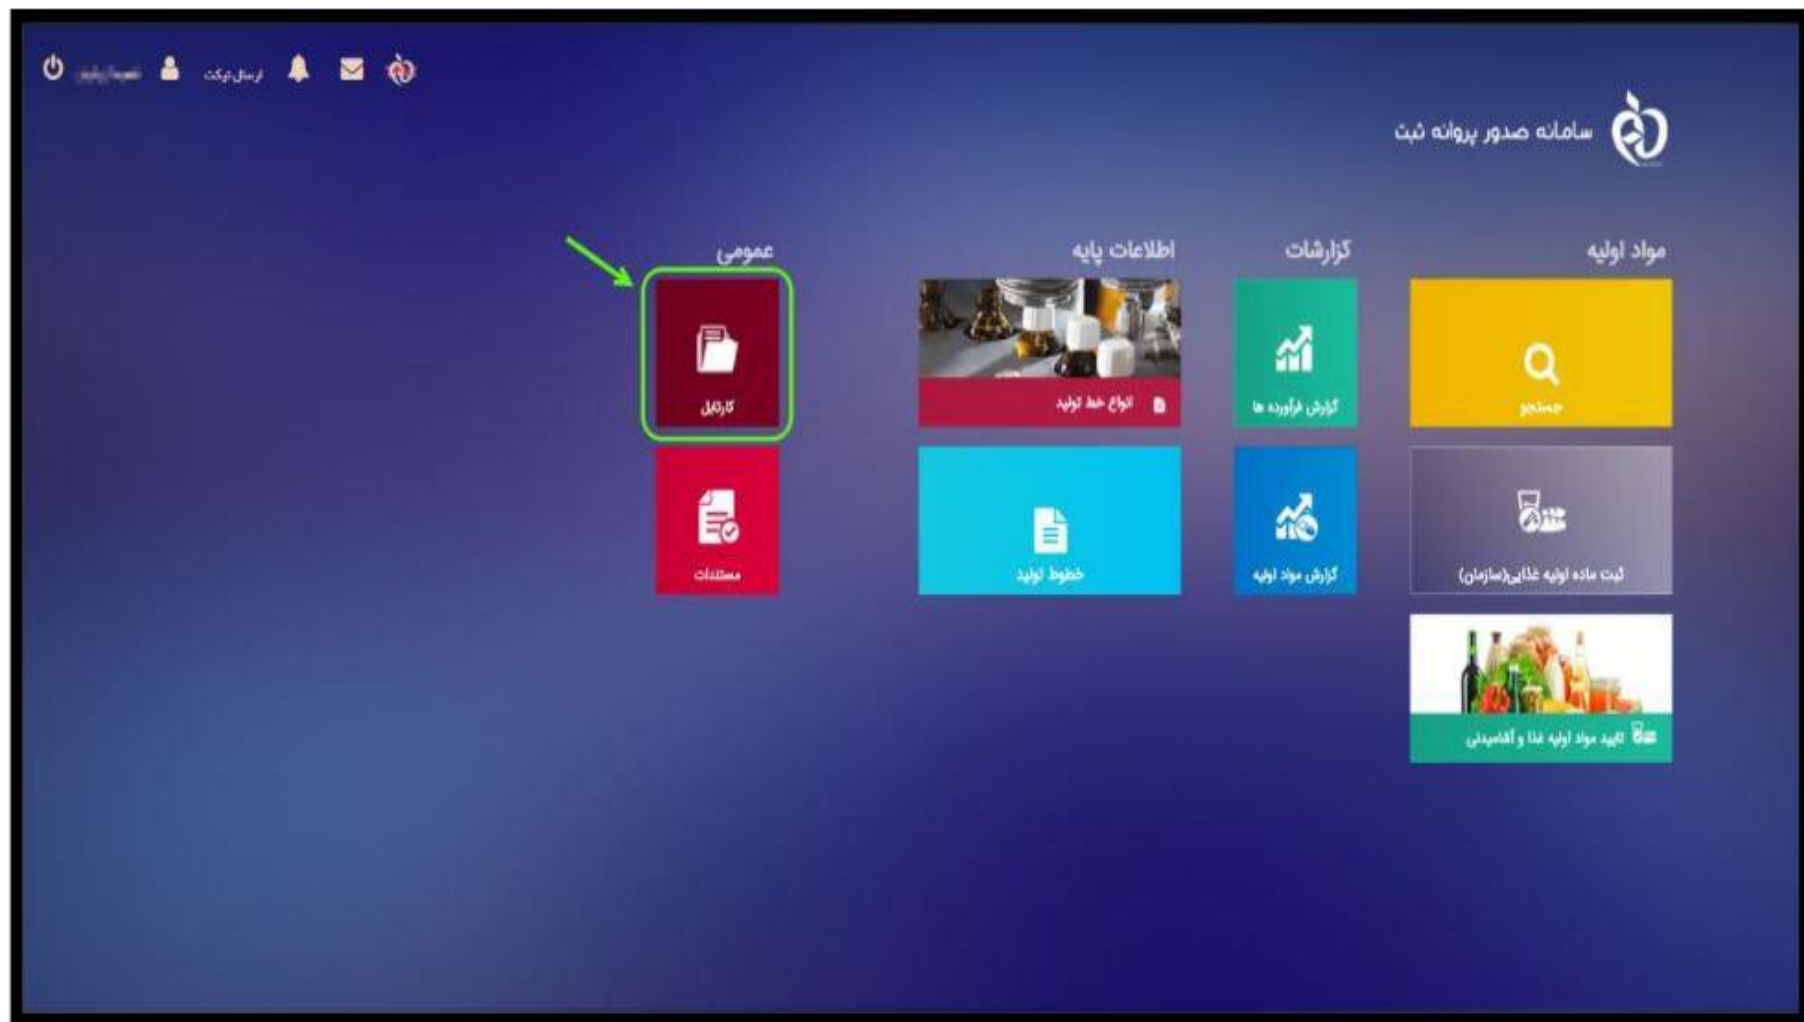 ارسال تیکت
سامانه صدور پروانه ثبت
مواد اولیه
گزارشات
اطلاعات پایه
عمومی
جستجو
گزارش فرآورده ها
انواع خط تولید
کارتابل
ثبت ماده اولیه غذایی(سازمان)
گزارش مواد اولیه
خطوط تولید
مستندات
تایید مواد اولیه غذا و آشامیدنی